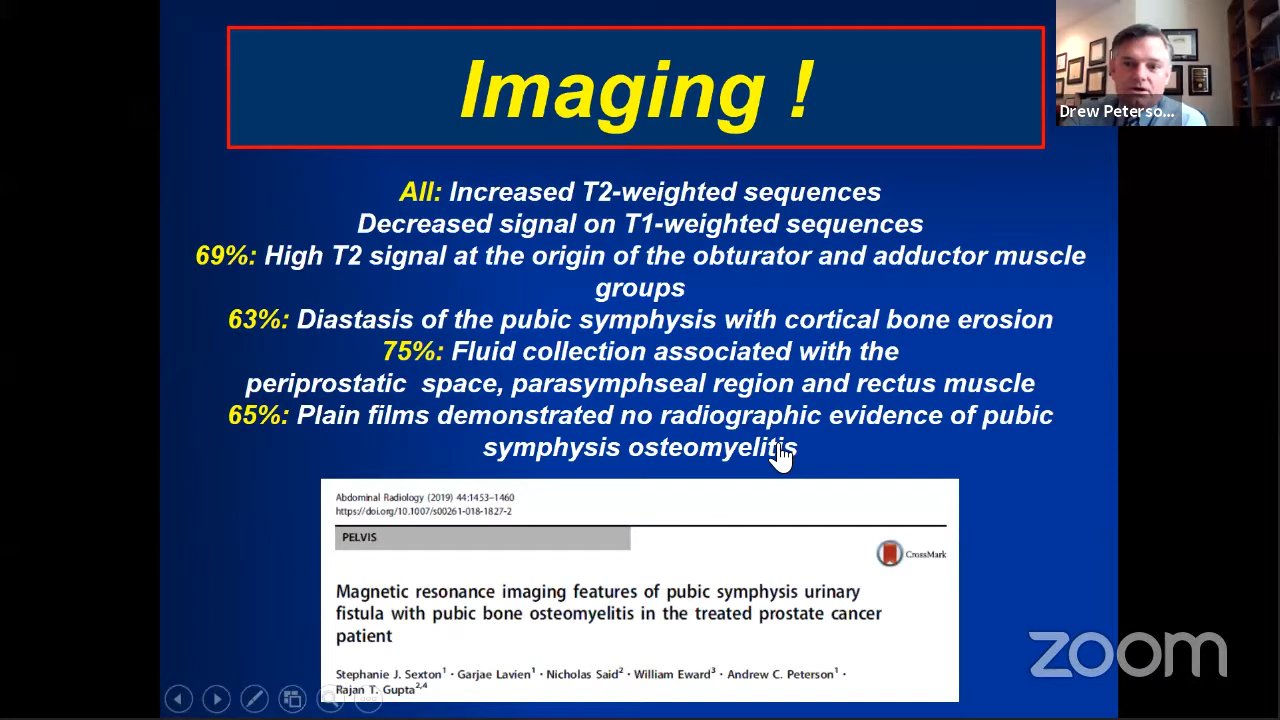 Imaging !
Drew Peterso...
All: Increased T2-weighted sequences
Decreased signal on T1-weighted sequences
69%: High T2 signal at the origin of the obturator and adductor muscle
groups
63%: Diastasis of the pubic symphysis with cortical bone erosion
75%: Fluid collection associated with the
periprostatic space, parasymphseal region and rectus muscle
65%: Plain films demonstrated no radiographic evidence of pubic
symphysis osteomyelitis
Abdominal Radiology (2019) 44:1453–1460
https://doi.org/10.1007/s00261-018-1827-2
PELVIS
CrossMark
Magnetic resonance imaging features of pubic symphysis urinary
fistula with pubic bone osteomyelitis in the treated prostate cancer
patient
Stephanie J. Sexton¹ · Garjae Lavien¹ · Nicholas Said² · William Eward³ · Andrew C. Peterson¹ ·
Rajan T. Gupta²,⁴
zoom